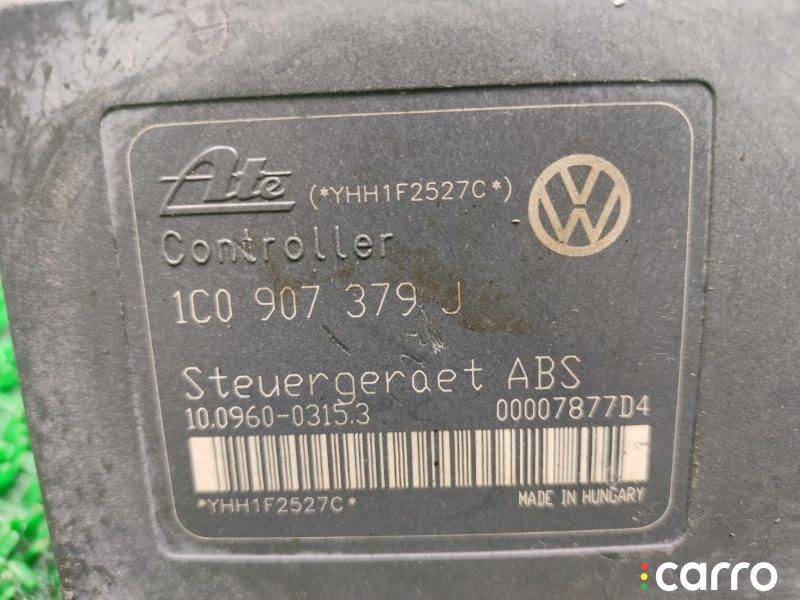 Ate (*YHH1F2527C*)
Controller
1C0 907 379 J
Steuergeraet ABS
10.0960-0315.3 00007877D4
*YHH1F2527C*
MADE IN HUNGARY
carro